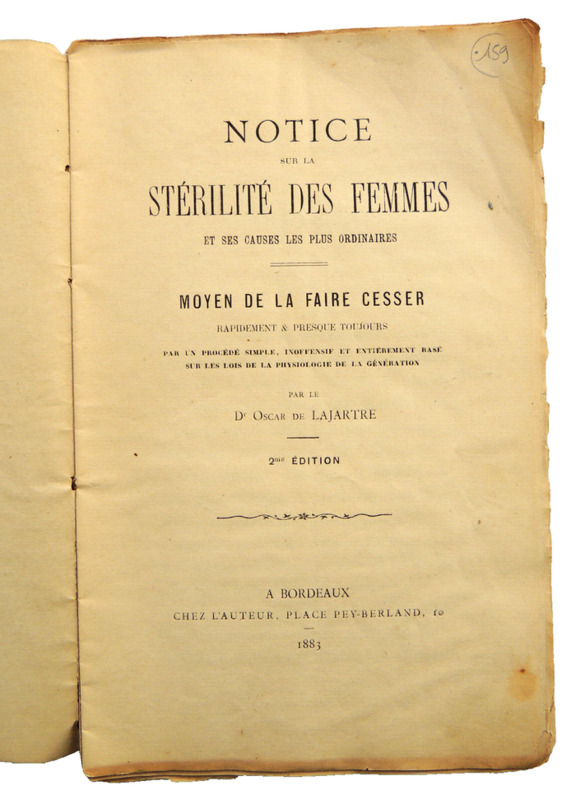 159
NOTICE
SUR LA
STÉRILITÉ DES FEMMES
ET SES CAUSES LES PLUS ORDINAIRES
MOYEN DE LA FAIRE CESSER
RAPIDEMENT & PRESQUE TOUJOURS
PAR UN PROCÉDÉ SIMPLE, INOFFENSIF ET ENTIÈREMENT BASÉ
SUR LES LOIS DE LA PHYSIOLOGIE DE LA GÉNÉRATION
PAR LE
Dr OSCAR DE LAJARTRE
2me ÉDITION
A BORDEAUX
CHEZ L'AUTEUR, PLACE PEY-BERLAND, 10
1883